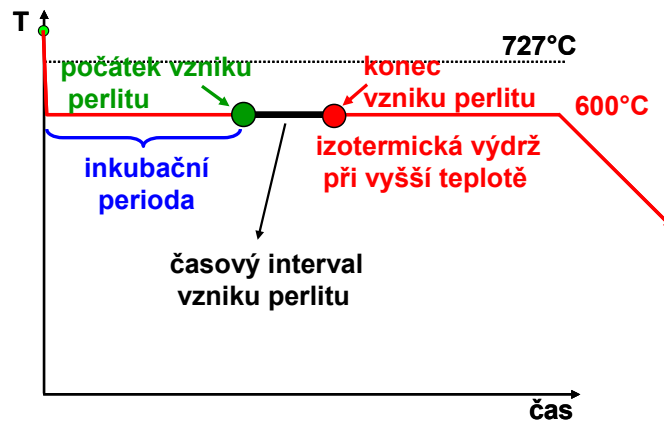 T
727°C
počátek vzniku
perlitu
konec
vzniku perlitu
600°C
inkubační
perioda
izotermická výdrž
při vyšší teplotě
časový interval
vzniku perlitu
čas